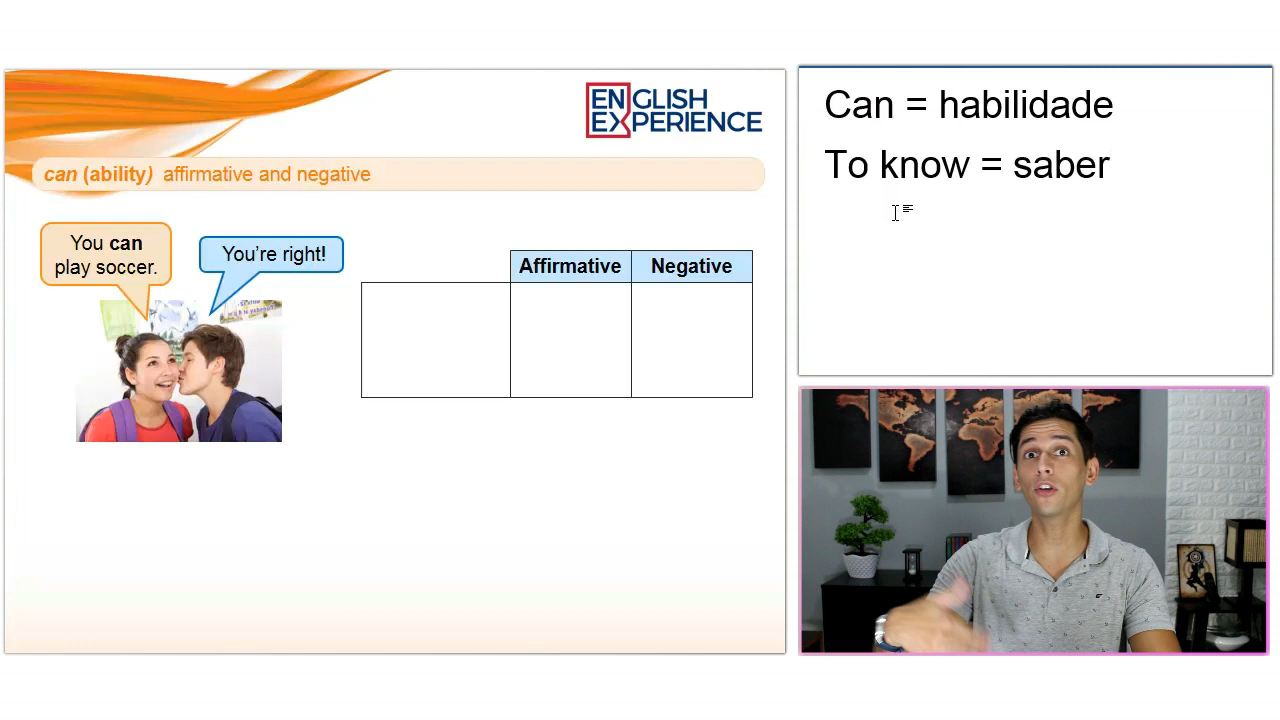 ENGLISH
EXPERIENCE
can (ability) affirmative and negative
You can
play soccer.
You're right!
Affirmative Negative
Can = habilidade
To know = saber